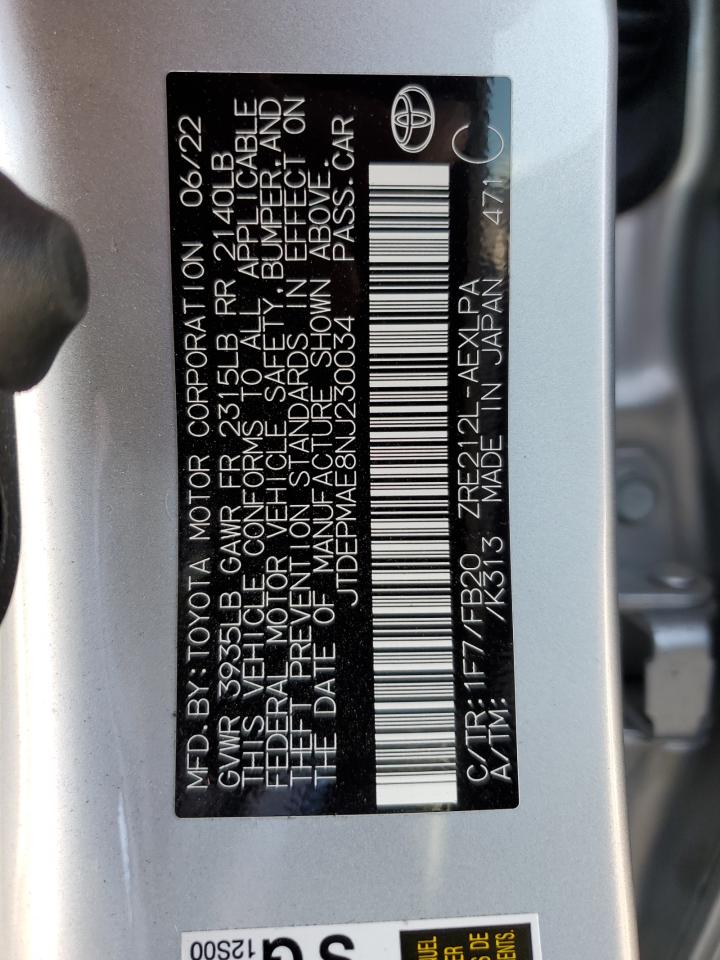 MFD. BY: TOYOTA MOTOR CORPORATION 06/22
GVWR 3935LB GAWR FR 2315LB RR 2140LB
THIS VEHICLE CONFORMS TO ALL APPLICABLE
FEDERAL MOTOR VEHICLE SAFETY, BUMPER, AND
THEFT PREVENTION STANDARDS IN EFFECT ON
THE DATE OF MANUFACTURE SHOWN ABOVE.
JTDEPMAE8NJ230034 PASS. CAR
C/TR: 1F7/FB20 ZRE212L-AEXLPA
A/TM: /K313 MADE IN JAPAN 471 C
12S00
S DE